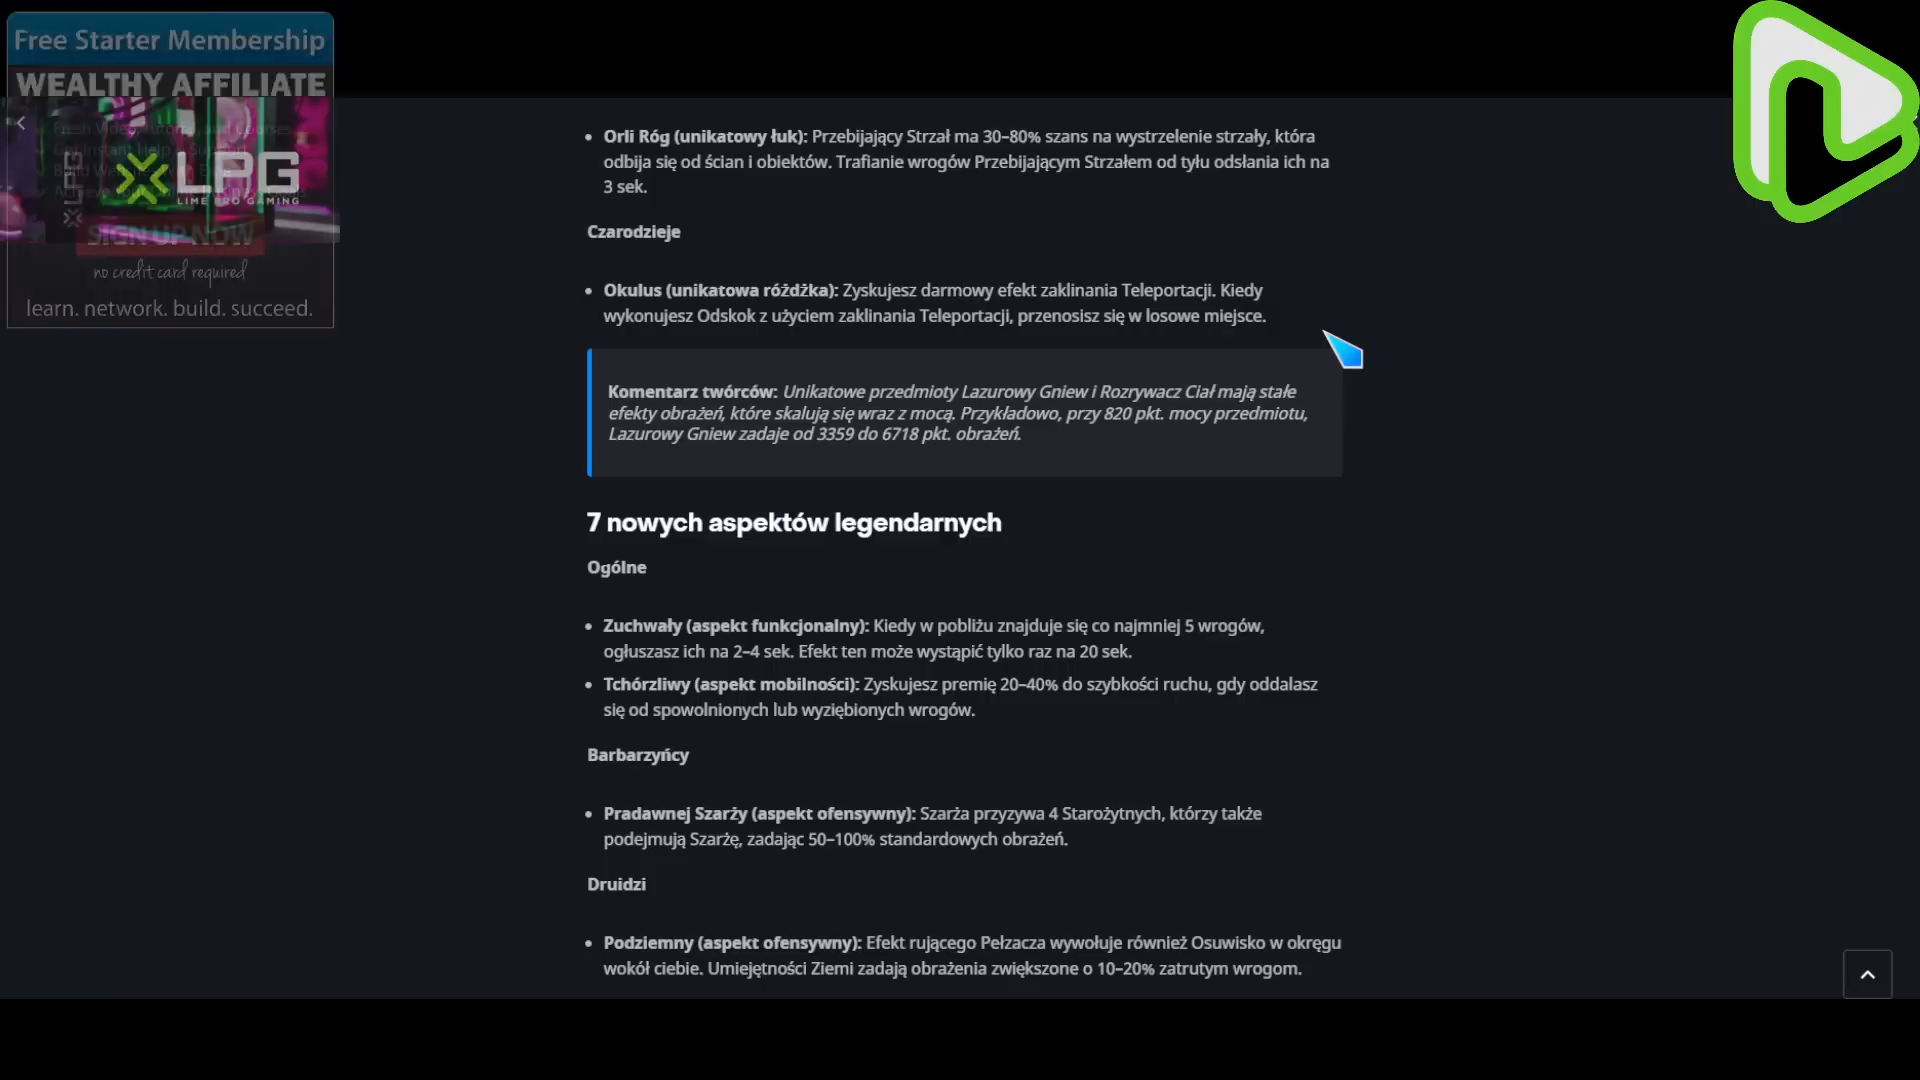 Free Starter Membership
WEALTHY AFFILIATE
LPG
LIME PRO GAMING
SIGN UP NOW
no credit card required
learn. network. build. succeed.
• Orli Róg (unikatowy łuk): Przebijający Strzał ma 30–80% szans na wystrzelenie strzały, która
odbija się od ścian i obiektów. Trafianie wrogów Przebijającym Strzałem od tyłu odsłania ich na
3 sek.
Czarodzieje
• Okulus (unikatowa różdżka): Zyskujesz darmowy efekt zaklinania Teleportacji. Kiedy
wykonujesz Odskok z użyciem zaklinania Teleportacji, przenosisz się w losowe miejsce.
Komentarz twórców: Unikatowe przedmioty Lazurowy Gniew i Rozrywacz Ciał mają stałe
efekty obrażeń, które skalują się wraz z mocą. Przykładowo, przy 820 pkt. mocy przedmiotu,
Lazurowy Gniew zadaje od 3359 do 6718 pkt. obrażeń.
7 nowych aspektów legendarnych
Ogólne
• Zuchwały (aspekt funkcjonalny): Kiedy w pobliżu znajduje się co najmniej 5 wrogów,
ogłuszasz ich na 2–4 sek. Efekt ten może wystąpić tylko raz na 20 sek.
• Tchórzliwy (aspekt mobilności): Zyskujesz premię 20–40% do szybkości ruchu, gdy oddalasz
się od spowolnionych lub wyziębionych wrogów.
Barbarzyńcy
• Pradawnej Szarży (aspekt ofensywny): Szarża przyzywa 4 Starożytnych, którzy także
podejmują Szarżę, zadając 50–100% standardowych obrażeń.
Druidzi
• Podziemny (aspekt ofensywny): Efekt rującego Pełzacza wywołuje również Osuwisko w okręgu
wokół ciebie. Umiejętności Ziemi zadają obrażenia zwiększone o 10–20% zatrutym wrogom.